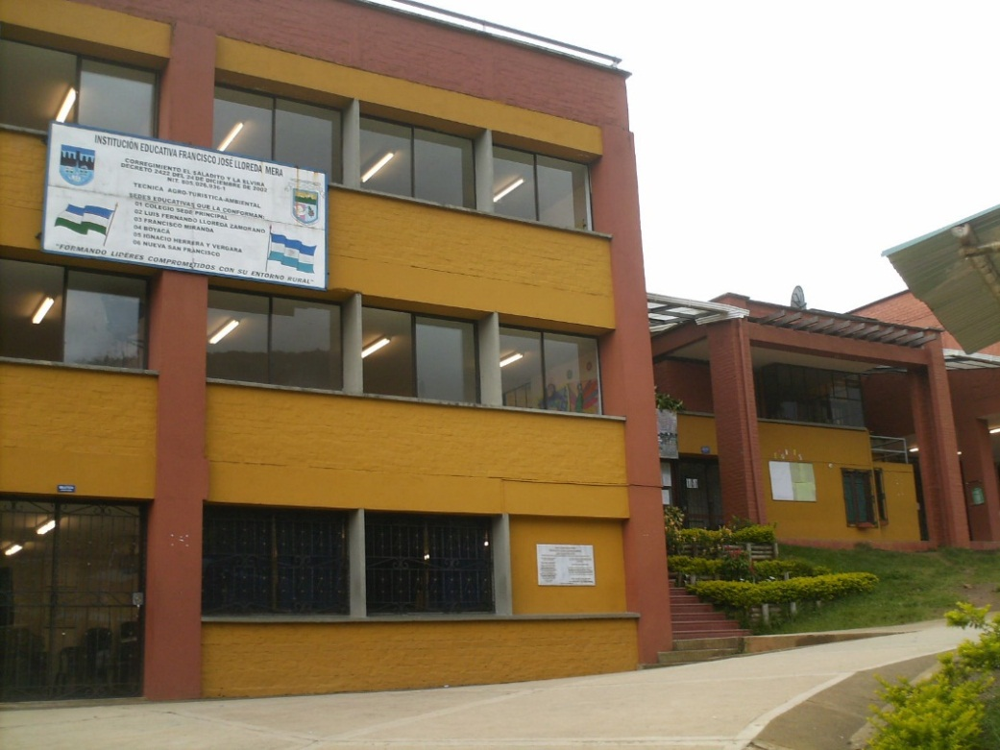 INSTITUCIÓN EDUCATIVA FRANCISCO JOSÉ LLOREDA MERA
CORREGIMIENTO EL SALADITO Y LA ELVIRA
DECRETO 2422 DEL 24 DE DICIEMBRE DE 2002
NIT. 805,026,935-1
TECNICA AGRO-TURISTICA-AMBIENTAL
SEDES EDUCATIVAS QUE LA CONFORMAN:
01 COLEGIO SEDE PRINCIPAL
02 LUIS FERNANDO LLOREDA ZAMORANO
03 FRANCISCO MIRANDA
04 BOYACÁ
05 IGNACIO HERRERA Y VERGARA
06 NUEVA SAN FRANCISCO
"FORMANDO LIDÉRES COMPROMETIDOS CON SU ENTORNO RURAL"